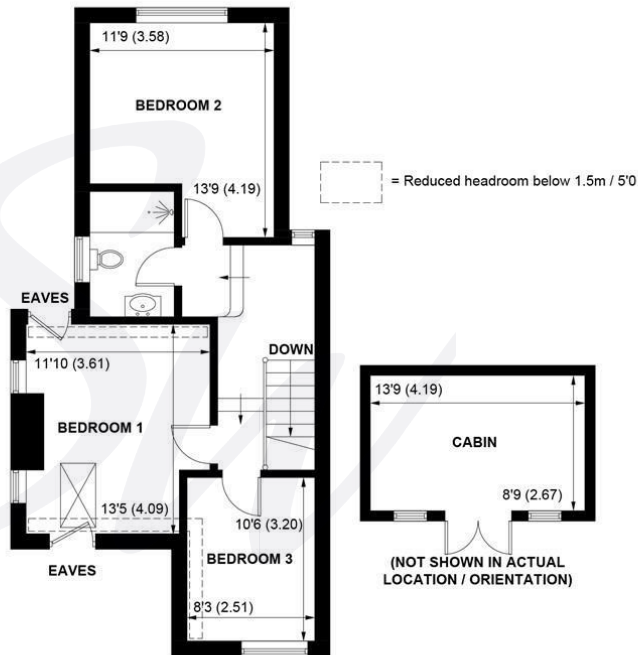 11'9 (3.58)
BEDROOM 2
13'9 (4.19)
= Reduced headroom below 1.5m / 5'0
EAVES
11'10 (3.61)
DOWN
BEDROOM 1
13'5 (4.09)
EAVES
10'6 (3.20)
BEDROOM 3
8'3 (2.51)
13'9 (4.19)
CABIN
8'9 (2.67)
(NOT SHOWN IN ACTUAL
LOCATION / ORIENTATION)